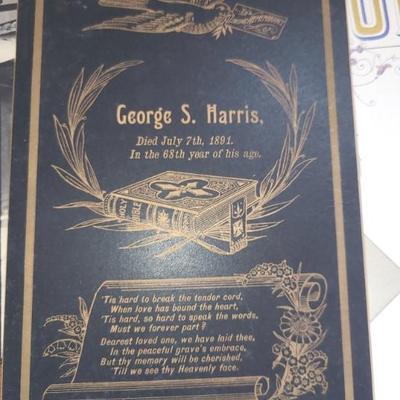 George S. Harris,
Died July 7th, 1891.
In the 68th year of his age.
HOLY BIBLE
'Tis hard to break the tender cord,
When love has bound the heart,
'Tis hard, so hard to speak the words,
Must we forever part?
Dearest loved one, we have laid thee,
In the peaceful grave's embrace,
But thy memory will be cherished,
'Till we see thy Heavenly face.